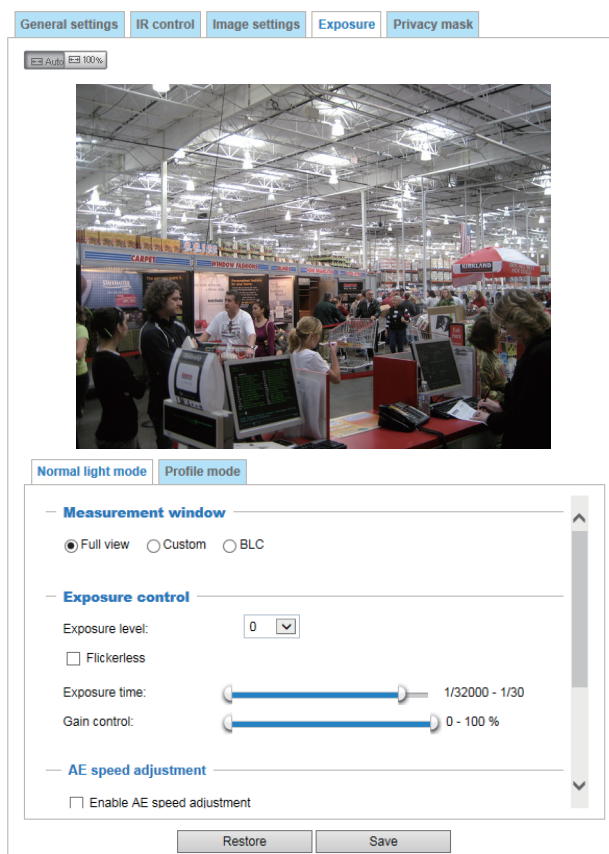 General settings IR control Image settings Exposure Privacy mask
Auto 100%
CARPET WINDOW FASHIONS
KIRKLAND
Normal light mode Profile mode
Measurement window
Full view Custom BLC
Exposure control
Exposure level: 0
Flickerless
Exposure time: 1/32000 - 1/30
Gain control: 0 - 100 %
AE speed adjustment
Enable AE speed adjustment
Restore Save